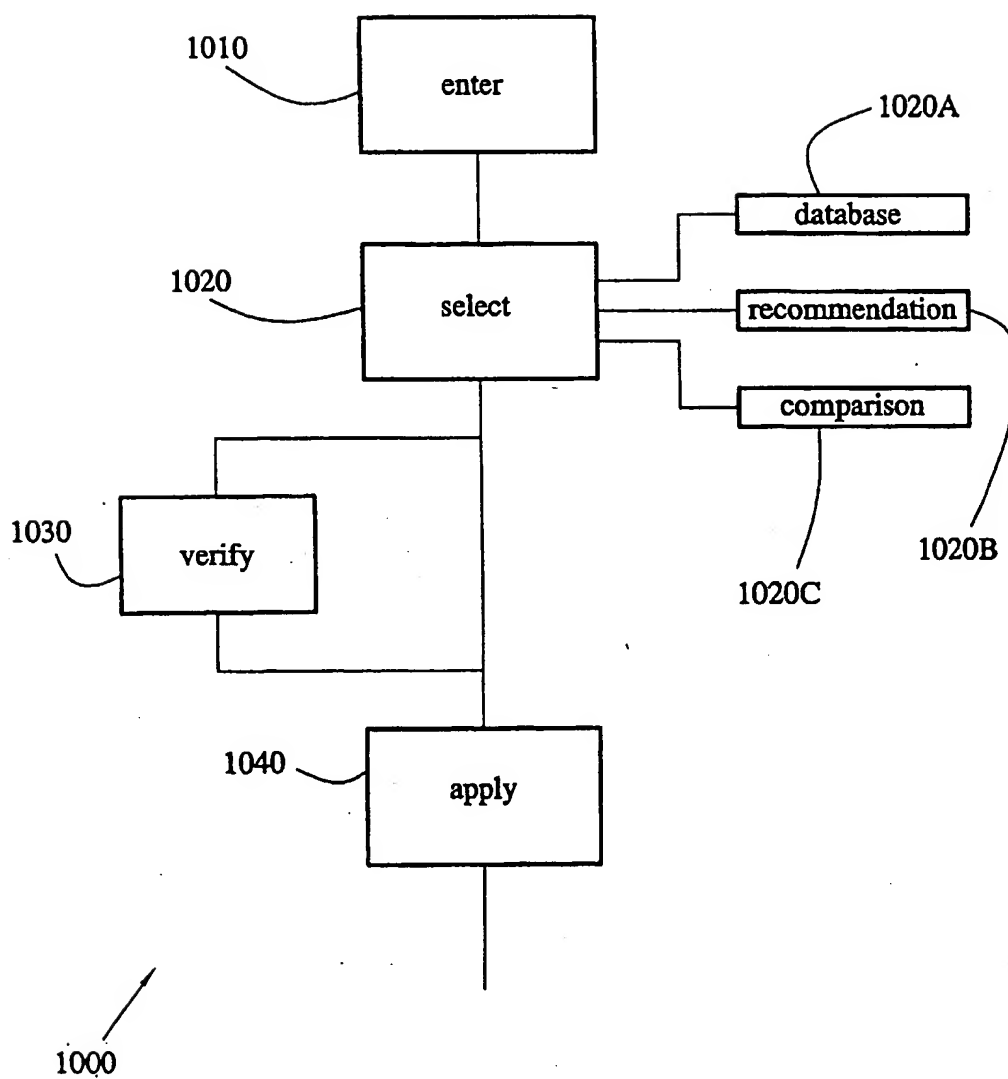 1010
enter
1020A
database
1020
select
recommendation
comparison
1030
verify
1020B
1020C
1040
apply
1000